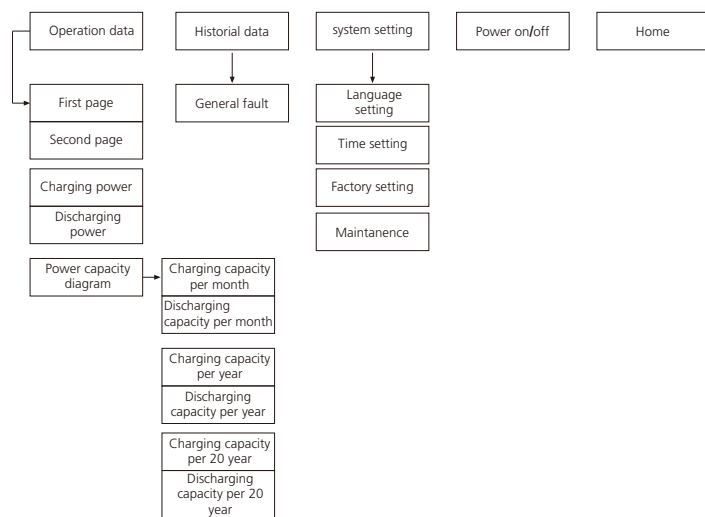 Operation data
Historial data
system setting
Power on/off
Home
First page
General fault
Language
setting
Second page
Time setting
Charging power
Factory setting
Discharging
power
Maintanence
Power capacity
diagram
Charging capacity
per month
Discharging
capacity per month
Charging capacity
per year
Discharging
capacity per year
Charging capacity
per 20 year
Discharging
capacity per 20
year